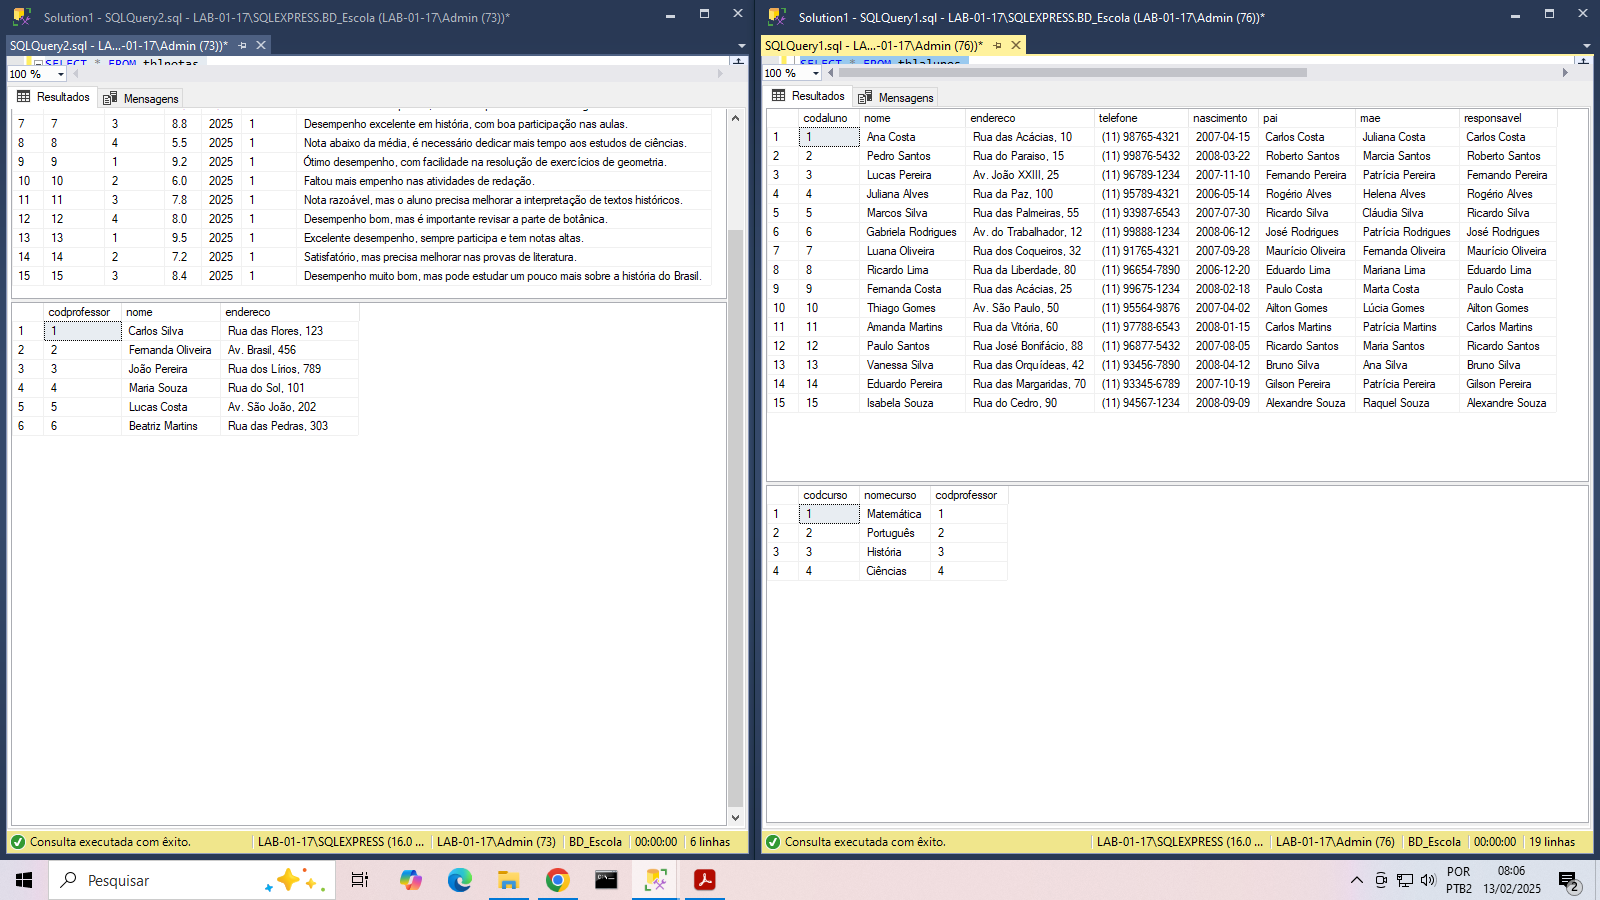 Solution1 - SQLQuery2.sql - LAB-01-17\SQLEXPRESS.BD_Escola (LAB-01-17\Admin (73))*
SQLQuery2.sql - LA...-01-17\Admin (73))*
SELECT * FROM tblnotas
100 %
Resultados Mensagens
7 7 3 8.8 2025 1 Desempenho excelente em história, com boa participação nas aulas.
8 8 4 5.5 2025 1 Nota abaixo da média, é necessário dedicar mais tempo aos estudos de ciências.
9 9 1 9.2 2025 1 Ótimo desempenho, com facilidade na resolução de exercícios de geometria.
10 10 2 6.0 2025 1 Faltou mais empenho nas atividades de redação.
11 11 3 7.8 2025 1 Nota razoável, mas o aluno precisa melhorar a interpretação de textos históricos.
12 12 4 8.0 2025 1 Desempenho bom, mas é importante revisar a parte de botânica.
13 13 1 9.5 2025 1 Excelente desempenho, sempre participa e tem notas altas.
14 14 2 7.2 2025 1 Satisfatório, mas precisa melhorar nas provas de literatura.
15 15 3 8.4 2025 1 Desempenho muito bom, mas pode estudar um pouco mais sobre a história do Brasil.
codprofessor nome endereco
1 1 Carlos Silva Rua das Flores, 123
2 2 Fernanda Oliveira Av. Brasil, 456
3 3 João Pereira Rua dos Lírios, 789
4 4 Maria Souza Rua do Sol, 101
5 5 Lucas Costa Av. São João, 202
6 6 Beatriz Martins Rua das Pedras, 303
Consulta executada com êxito. LAB-01-17\SQLEXPRESS (16.0 ... LAB-01-17\Admin (73) BD_Escola 00:00:00 6 linhas
Solution1 - SQLQuery1.sql - LAB-01-17\SQLEXPRESS.BD_Escola (LAB-01-17\Admin (76))*
SQLQuery1.sql - LA...-01-17\Admin (76))*
SELECT * FROM tblalunos
100 %
Resultados Mensagens
codaluno nome endereco telefone nascimento pai mae responsavel
1 1 Ana Costa Rua das Acácias, 10 (11) 98765-4321 2007-04-15 Carlos Costa Juliana Costa Carlos Costa
2 2 Pedro Santos Rua do Paraiso, 15 (11) 99876-5432 2008-03-22 Roberto Santos Marcia Santos Roberto Santos
3 3 Lucas Pereira Av. João XXIII, 25 (11) 96789-1234 2007-11-10 Fernando Pereira Patrícia Pereira Fernando Pereira
4 4 Juliana Alves Rua da Paz, 100 (11) 95789-4321 2006-05-14 Rogério Alves Helena Alves Rogério Alves
5 5 Marcos Silva Rua das Palmeiras, 55 (11) 93987-6543 2007-07-30 Ricardo Silva Cláudia Silva Ricardo Silva
6 6 Gabriela Rodrigues Av. do Trabalhador, 12 (11) 99888-1234 2008-06-12 José Rodrigues Patrícia Rodrigues José Rodrigues
7 7 Luana Oliveira Rua dos Coqueiros, 32 (11) 91765-4321 2007-09-28 Maurício Oliveira Fernanda Oliveira Maurício Oliveira
8 8 Ricardo Lima Rua da Liberdade, 80 (11) 96654-7890 2006-12-20 Eduardo Lima Mariana Lima Eduardo Lima
9 9 Fernanda Costa Rua das Acácias, 25 (11) 99675-1234 2008-02-18 Paulo Costa Marta Costa Paulo Costa
10 10 Thiago Gomes Av. São Paulo, 50 (11) 95564-9876 2007-04-02 Ailton Gomes Lúcia Gomes Ailton Gomes
11 11 Amanda Martins Rua da Vitória, 60 (11) 97788-6543 2008-01-15 Carlos Martins Patrícia Martins Carlos Martins
12 12 Paulo Santos Rua José Bonifácio, 88 (11) 96877-5432 2007-08-05 Ricardo Santos Maria Santos Ricardo Santos
13 13 Vanessa Silva Rua das Orquídeas, 42 (11) 93456-7890 2008-04-12 Bruno Silva Ana Silva Bruno Silva
14 14 Eduardo Pereira Rua das Margaridas, 70 (11) 93345-6789 2007-10-19 Gilson Pereira Patrícia Pereira Gilson Pereira
15 15 Isabela Souza Rua do Cedro, 90 (11) 94567-1234 2008-09-09 Alexandre Souza Raquel Souza Alexandre Souza
codcurso nomecurso codprofessor
1 1 Matemática 1
2 2 Português 2
3 3 História 3
4 4 Ciências 4
Consulta executada com êxito. LAB-01-17\SQLEXPRESS (16.0 ... LAB-01-17\Admin (76) BD_Escola 00:00:00 19 linhas
Pesquisar
POR
PTB2
08:06
13/02/2025
2